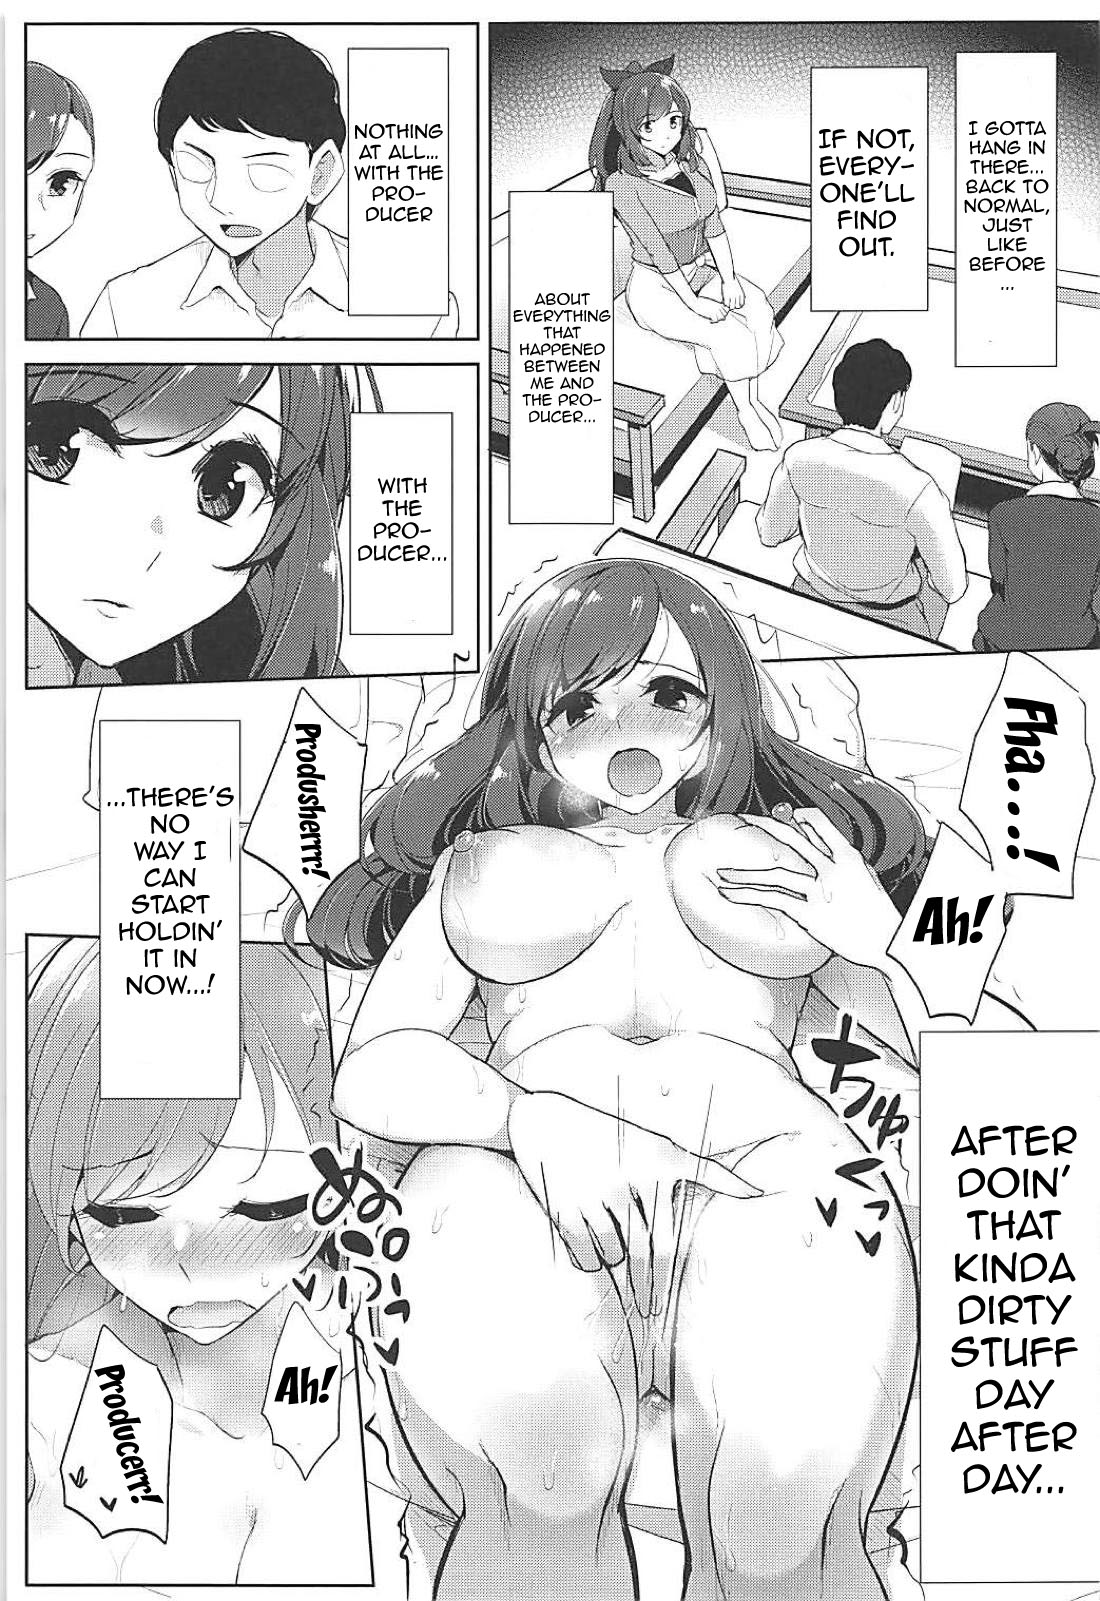 I GOTTA
HANG IN
THERE...
BACK TO
NORMAL,
JUST
LIKE
BEFORE
...
IF NOT,
EVERY-
ONE'LL
FIND
OUT.
ABOUT
EVERYTHING
THAT
HAPPENED
BETWEEN
ME AND
THE PRO-
DUCER...
NOTHING
AT ALL...
WITH THE
PRO-
DUCER
WITH
THE
PRO-
DUCER...
Fha...!
Ah!
Produsherrr!
AFTER
DOIN'
THAT
KINDA
DIRTY
STUFF
DAY
AFTER
DAY...
ちゅくっ
...THERE'S
NO
WAY I
CAN
START
HOLDIN'
IT IN
NOW...!
Ah!
Producerr!